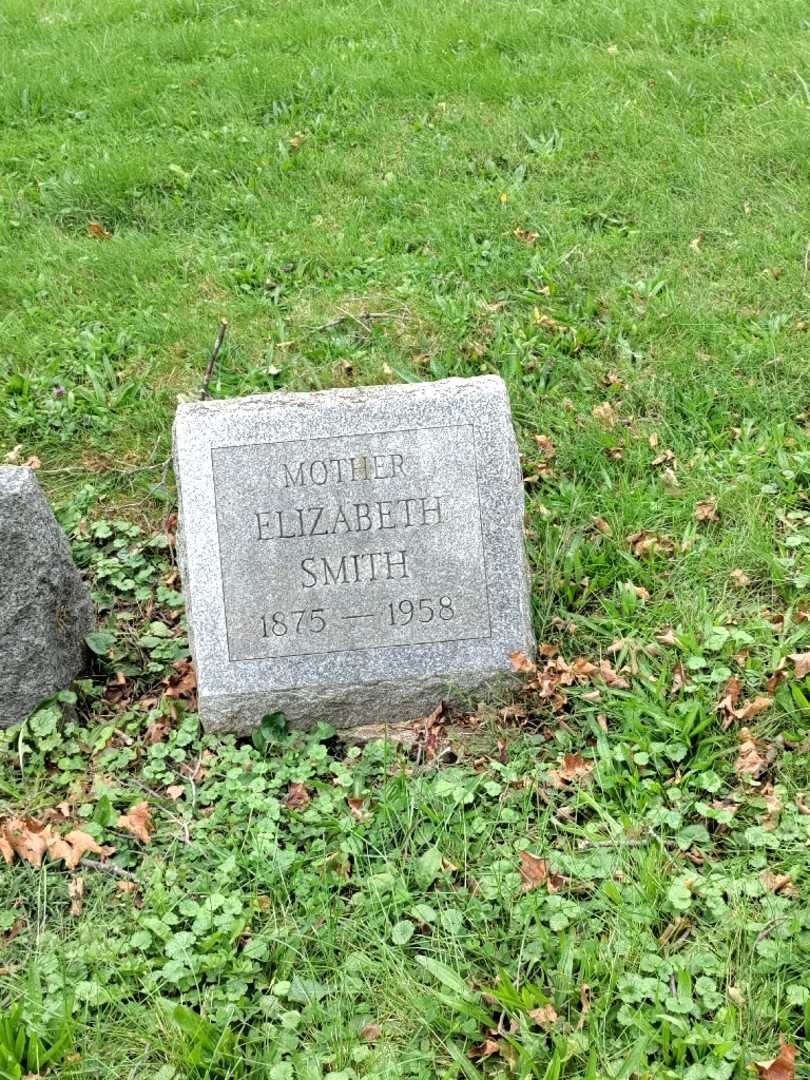 MOTHER
ELIZABETH
SMITH
1875 — 1958